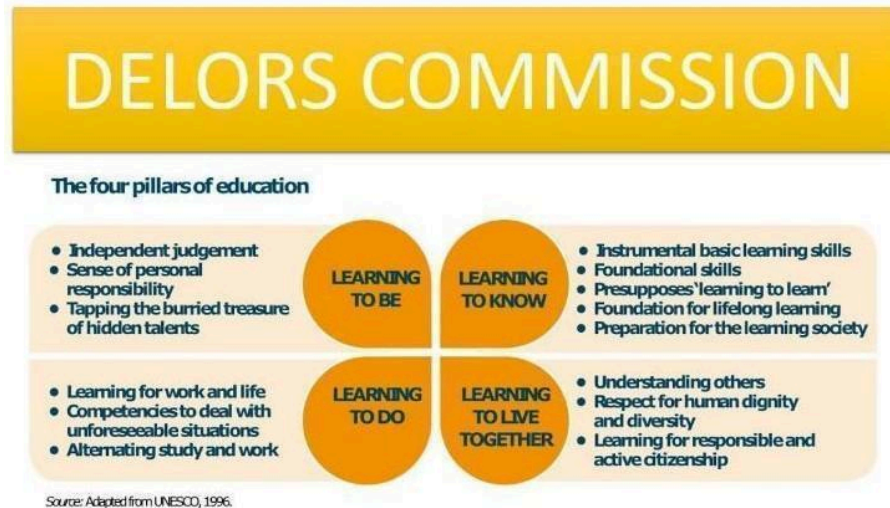 DELORS COMMISSION
The four pillars of education
• Independent judgement
• Sense of personal
responsibility
• Tapping the burried treasure
of hidden talents
LEARNING
TO BE
LEARNING
TO KNOW
• Instrumental basic learning skills
• Foundational skills
• Presupposes ‘learning to learn’
• Foundation for lifelong learning
• Preparation for the learning society
• Learning for work and life
• Competencies to deal with
unforeseeable situations
• Alternating study and work
LEARNING
TO DO
LEARNING
TO LIVE
TOGETHER
• Understanding others
• Respect for human dignity
and diversity
• Learning for responsible and
active citizenship
Source: Adapted from UNESCO, 1996.